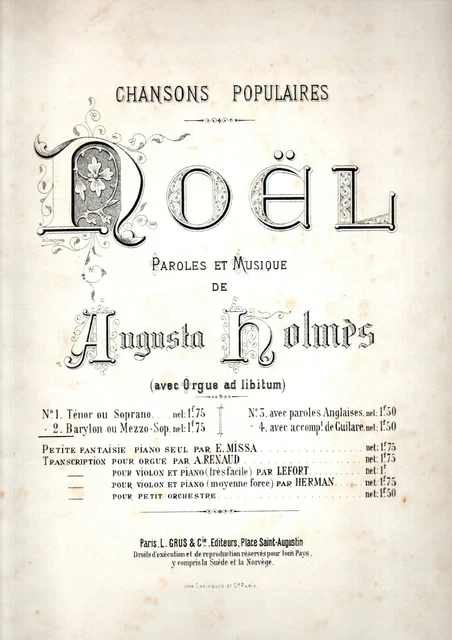 CHANSONS POPULAIRES
NOËL
PAROLES ET MUSIQUE
DE
Augusta Holmès
(avec Orgue ad libitum)
Nº 1. Ténor ou Soprano. . . . . net: 1f.75
- 2. Baryton ou Mezzo-Sop. net: 1f.75
Nº 3. avec paroles Anglaises. net: 1f.50
- 4. avec accompt de Guitare. net: 1f.50
PETITE FANTAISIE PIANO SEUL PAR E. MISSA. . . . . . . . net: 1f.75
TRANSCRIPTION POUR ORGUE PAR A. RENAUD . . . . . . . . net: 1f.75
— POUR VIOLON ET PIANO (très facile) PAR LEFORT . . . . net: 1f
— POUR VIOLON ET PIANO (moyenne force) PAR HERMAN . . . . net: 1f.75
— POUR PETIT ORCHESTRE . . . . . . . . net: 1f.50
Paris, L. GRUS & Cie, Editeurs, Place Saint-Augustin
Droits d'exécution et de reproduction réservés pour tous Pays,
y compris la Suède et la Norvège.